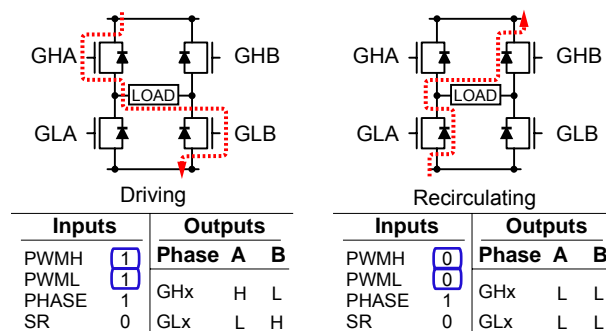 GHA GHB
LOAD
GLA GLB
Driving
Inputs Outputs
PWMH 1 Phase A B
PWML 1
PHASE 1 GHx H L
SR 0 GLx L H
GHA GHB
LOAD
GLA GLB
Recirculating
Inputs Outputs
PWMH 0 Phase A B
PWML 0
PHASE 1 GHx L L
SR 0 GLx L L